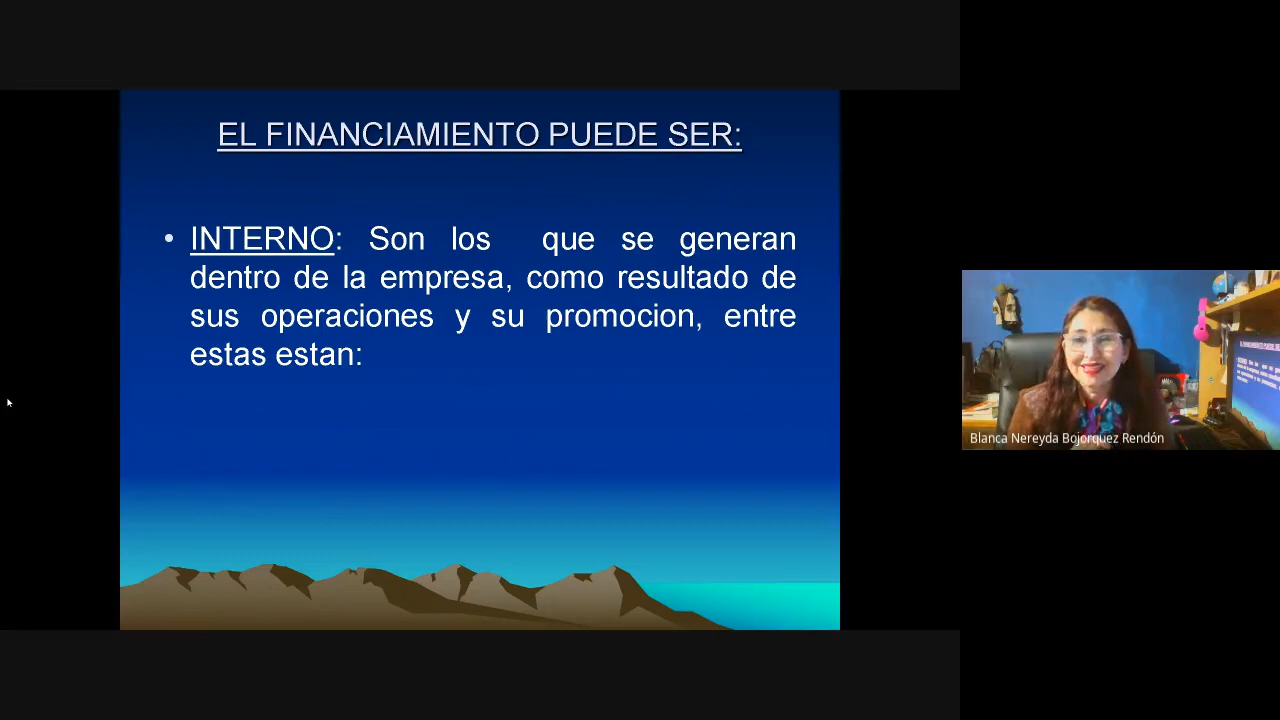 EL FINANCIAMIENTO PUEDE SER:
• INTERNO: Son los que se generan
dentro de la empresa, como resultado de
sus operaciones y su promocion, entre
estas estan:
Blanca Nereyda Bojorquez Rendón